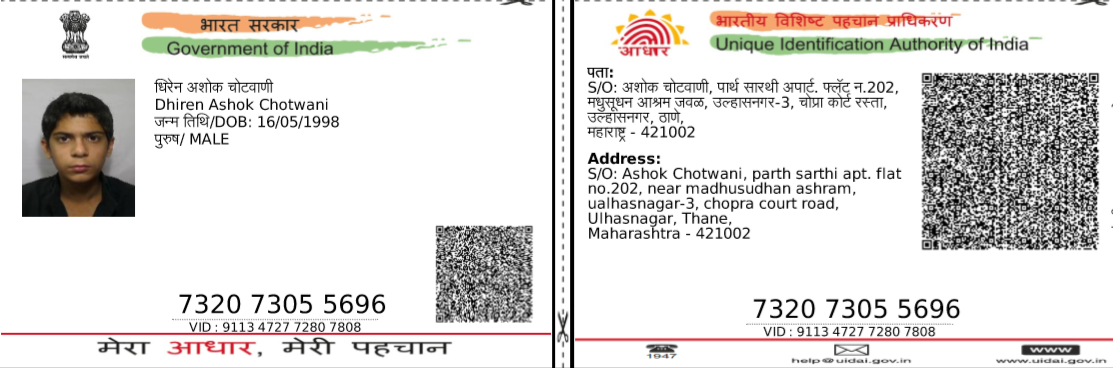 भारत सरकार
Government of India
धिरेन अशोक चोटवाणी
Dhiren Ashok Chotwani
जन्म तिथि/DOB: 16/05/1998
पुरुष/ MALE
7320 7305 5696
VID : 9113 4727 7280 7808
मेरा आधार, मेरी पहचान
भारतीय विशिष्ट पहचान प्राधिकरण
Unique Identification Authority of India
आधार
पता:
S/O: अशोक चोटवाणी, पार्थ सारथी अपार्ट. फ्लॅट न.202,
मधुसूधन आश्रम जवळ, उल्हासनगर-3, चोप्रा कोर्ट रस्ता,
उल्हासनगर, ठाणे,
महाराष्ट्र - 421002
Address:
S/O: Ashok Chotwani, parth sarthi apt. flat
no.202, near madhusudhan ashram,
ualhasnagar-3, chopra court road,
Ulhasnagar, Thane,
Maharashtra - 421002
7320 7305 5696
VID : 9113 4727 7280 7808
1947
help@uidai.gov.in
www
www.uidai.gov.in